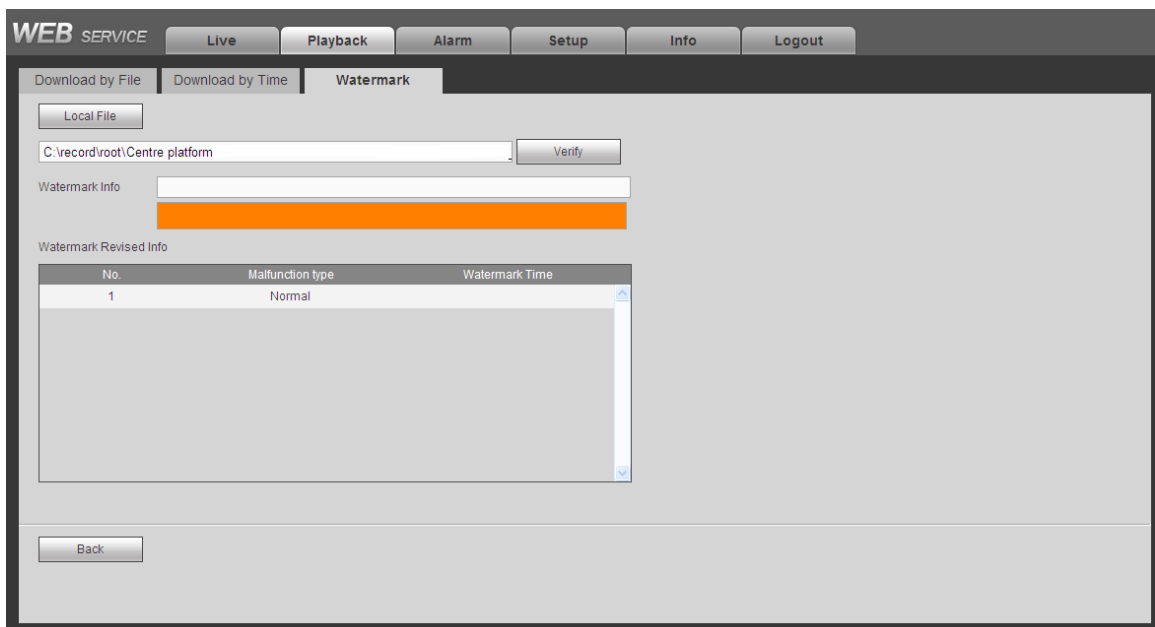 WEB SERVICE Live Playback Alarm Setup Info Logout
Download by File Download by Time Watermark
Local File
C:\record\root\Centre platform Verify
Watermark Info
Watermark Revised Info
No. Malfunction type Watermark Time
1 Normal
Back